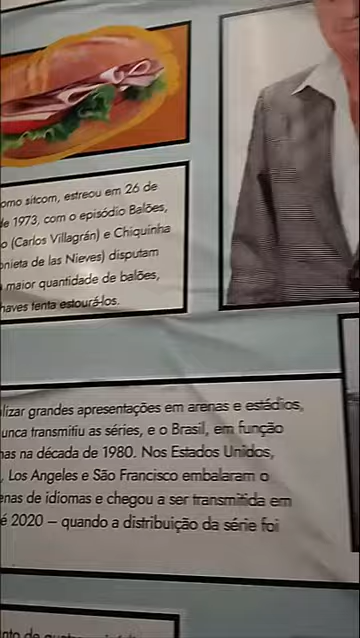 omo sitcom, estreou em 26 de
de 1973, com o episódio Balões,
o (Carlos Villagrán) e Chiquinha
onieta de las Nieves) disputam
maior quantidade de balões,
haves tenta estourá-los.
lizar grandes apresentações em arenas e estádios,
unca transmitiu as séries, e o Brasil, em função
nas na década de 1980. Nos Estados Unidos,
, Los Angeles e São Francisco embalaram o
enas de idiomas e chegou a ser transmitida em
é 2020 – quando a distribuição da série foi